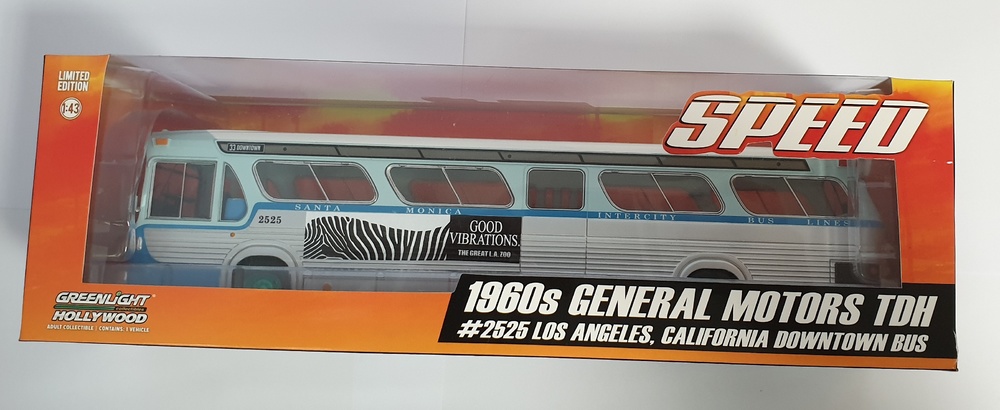 LIMITED
EDITION
1:43
SPEED
33 DOWNTOWN
SANTA MONICA INTERCITY BUS LINES
2525
GOOD
VIBRATIONS.
THE GREAT L.A. ZOO
GREENLIGHT
HOLLYWOOD
ADULT COLLECTIBLE | CONTAINS: 1 VEHICLE
1960s GENERAL MOTORS TDH
#2525 LOS ANGELES, CALIFORNIA DOWNTOWN BUS